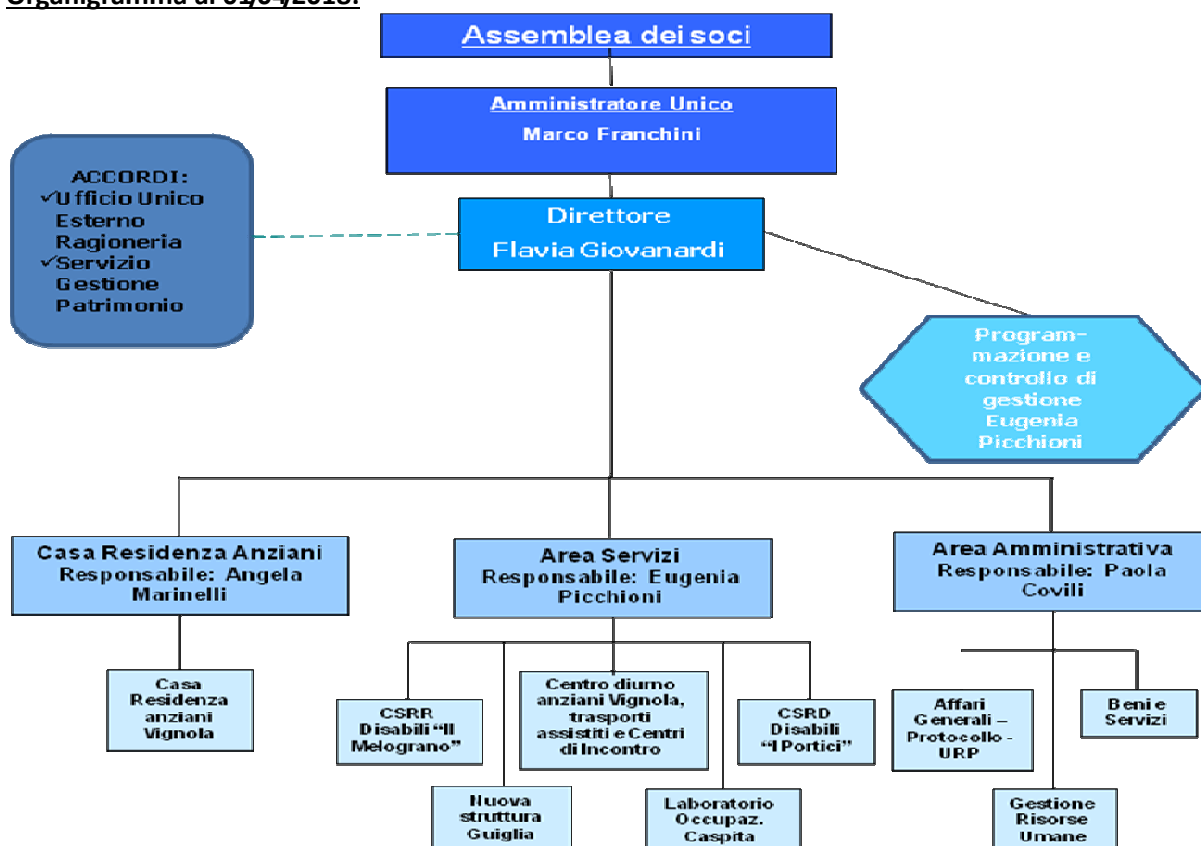 Organigramma al 01/04/2018:
Assemblea dei soci
Amministratore Unico
Marco Franchini
ACCORDI:
✓Ufficio Unico
Esterno
Ragioneria
✓Servizio
Gestione
Patrimonio
Direttore
Flavia Giovanardi
Program-
mazione e
controllo di
gestione
Eugenia
Picchioni
Casa Residenza Anziani
Responsabile: Angela
Marinelli
Area Servizi
Responsabile: Eugenia
Picchioni
Area Amministrativa
Responsabile: Paola
Covili
Casa
Residenza
anziani
Vignola
CSRR
Disabili "Il
Melograno"
Centro diurno
anziani Vignola,
trasporti
assistiti e Centri
di Incontro
CSRD
Disabili
"I Portici"
Affari
Generali –
Protocollo -
URP
Beni e
Servizi
Nuova
struttura
Guiglia
Laboratorio
Occupaz.
Caspita
Gestione
Risorse
Umane